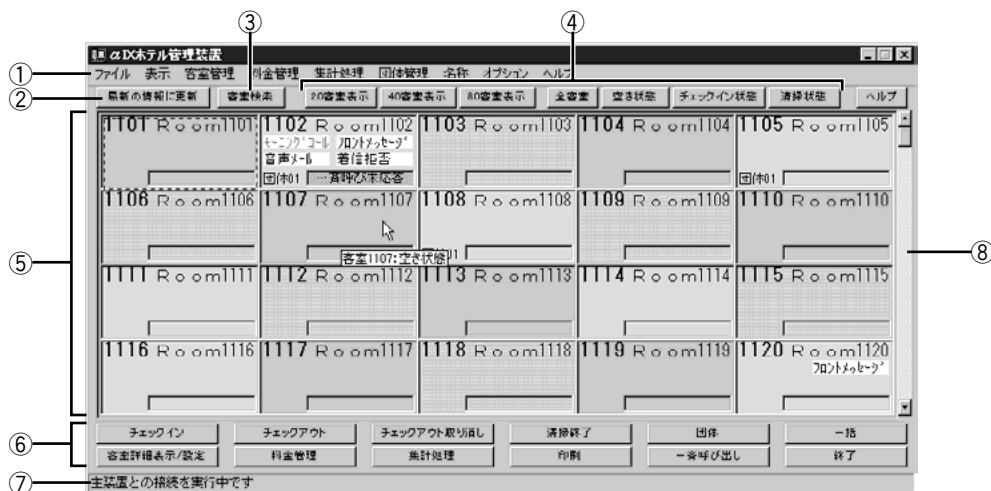 ③ ④
αIXホテル管理装置
① ファイル 表示 客室管理 料金管理 集計処理 団体管理 名称 オプション ヘルプ
② 最新の情報に更新 客室検索 20客室表示 40客室表示 80客室表示 全客室 空き状態 チェックイン状態 清掃状態 ヘルプ
1101 Room1101 1102 Room1102 1103 Room1103 1104 Room1104 1105 Room1105
モーニングコール フロントメッセージ
音声メール 着信拒否
団体01 一斉呼び未応答 団体01
1106 Room1106 1107 Room1107 1108 Room1108 1109 Room1109 1110 Room1110
⑤ ⑧
客室1107:空き状態 01
1111 Room1111 1112 Room1112 1113 Room1113 1114 Room1114 1115 Room1115
1116 Room1116 1117 Room1117 1118 Room1118 1119 Room1119 1120 Room1120
フロントメッセージ
チェックイン チェックアウト チェックアウト取り消し 清掃終了 団体 一括
⑥
客室詳細表示/設定 料金管理 集計処理 印刷 一斉呼び出し 終了
⑦ 主装置との接続を実行中です